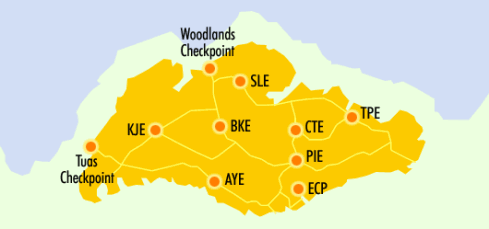 Woodlands
Checkpoint
SLE
TPE
KJE
BKE
CTE
PIE
Tuas
Checkpoint
AYE
ECP